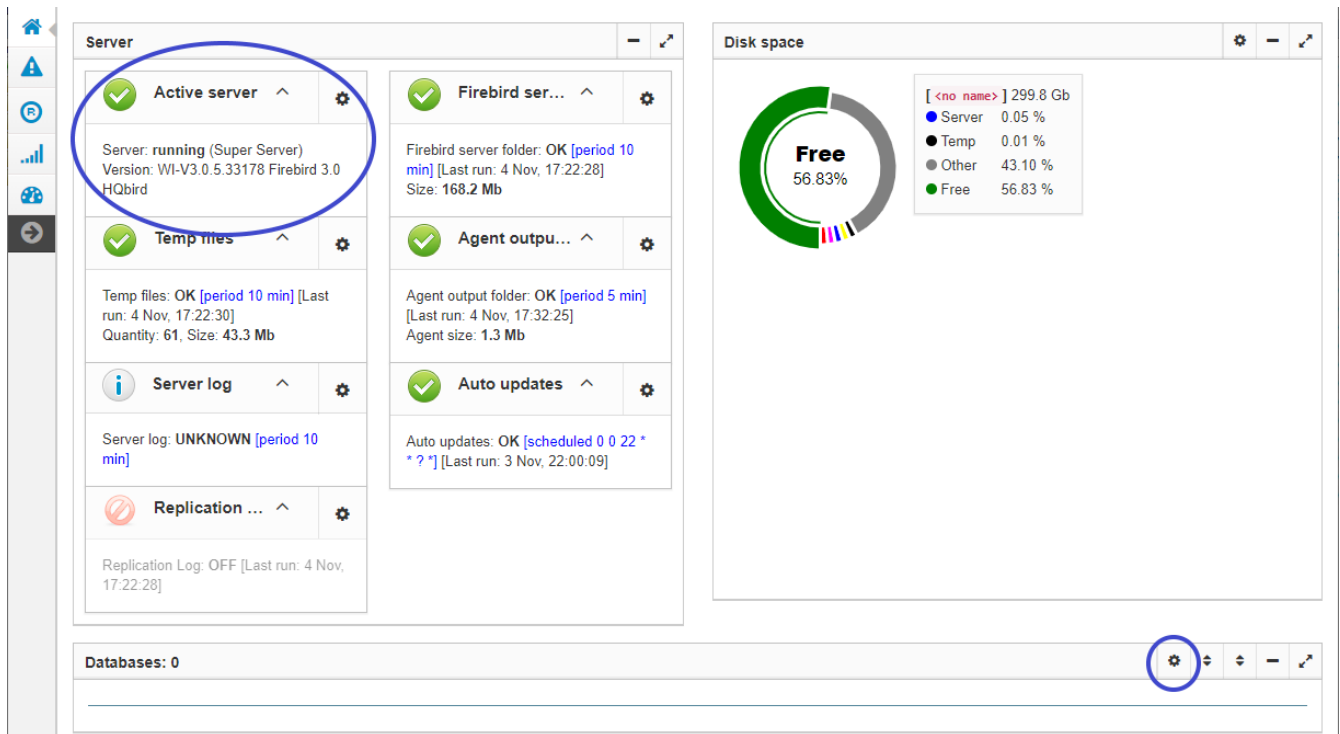 Server
Active server
Server: running (Super Server)
Version: WI-V3.0.5.33178 Firebird 3.0
HQbird
Temp files
Temp files: OK [period 10 min] [Last
run: 4 Nov, 17:22:30]
Quantity: 61, Size: 43.3 Mb
Server log
Server log: UNKNOWN [period 10
min]
Replication ...
Replication Log: OFF [Last run: 4 Nov,
17:22:28]
Firebird ser...
Firebird server folder: OK [period 10
min] [Last run: 4 Nov, 17:22:28]
Size: 168.2 Mb
Agent outpu...
Agent output folder: OK [period 5 min]
[Last run: 4 Nov, 17:32:25]
Agent size: 1.3 Mb
Auto updates
Auto updates: OK [scheduled 0 0 22 *
* ? *] [Last run: 3 Nov, 22:00:09]
Disk space
Free
56.83%
[ <no name> ] 299.8 Gb
Server 0.05 %
Temp 0.01 %
Other 43.10 %
Free 56.83 %
Databases: 0